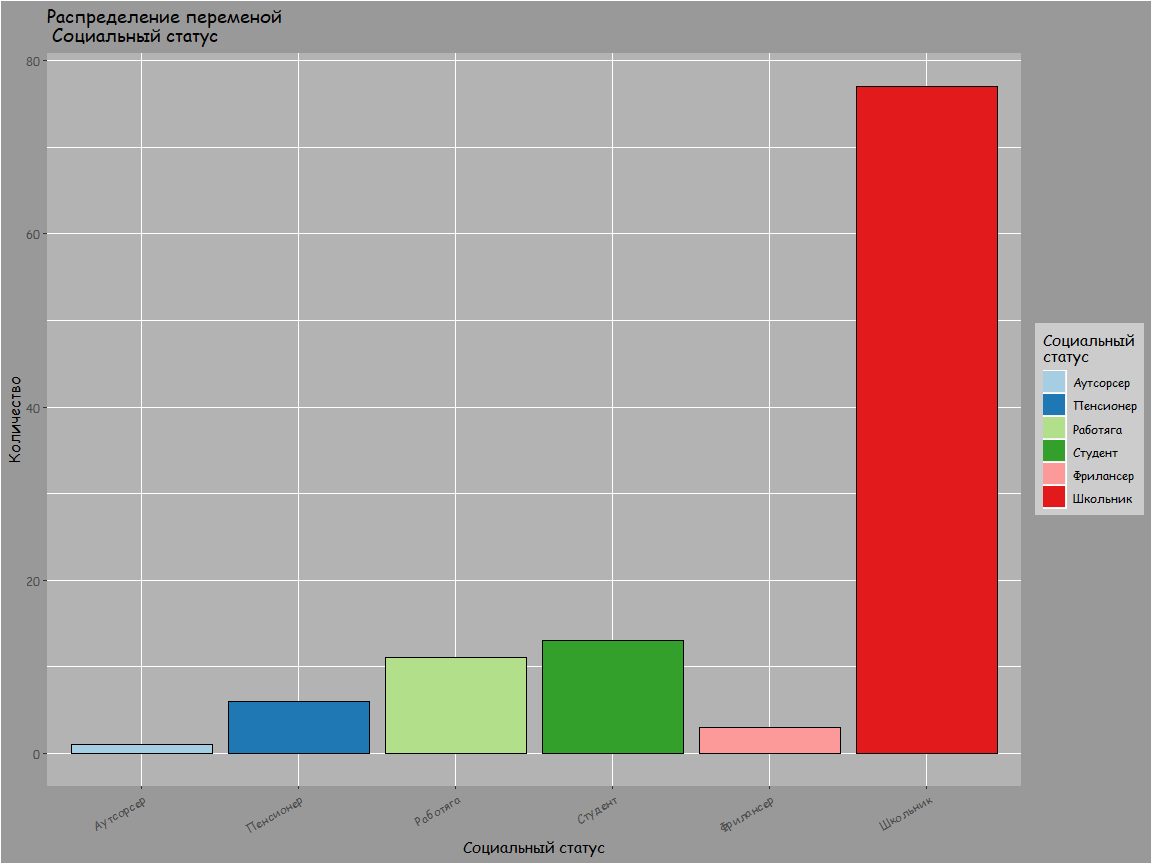 Распределение переменой
Социальный статус
80
60
40
20
0
Количество
Аутсорсер
Пенсионер
Работяга
Студент
Фрилансер
Школьник
Социальный статус
Социальный
статус
Аутсорсер
Пенсионер
Работяга
Студент
Фрилансер
Школьник